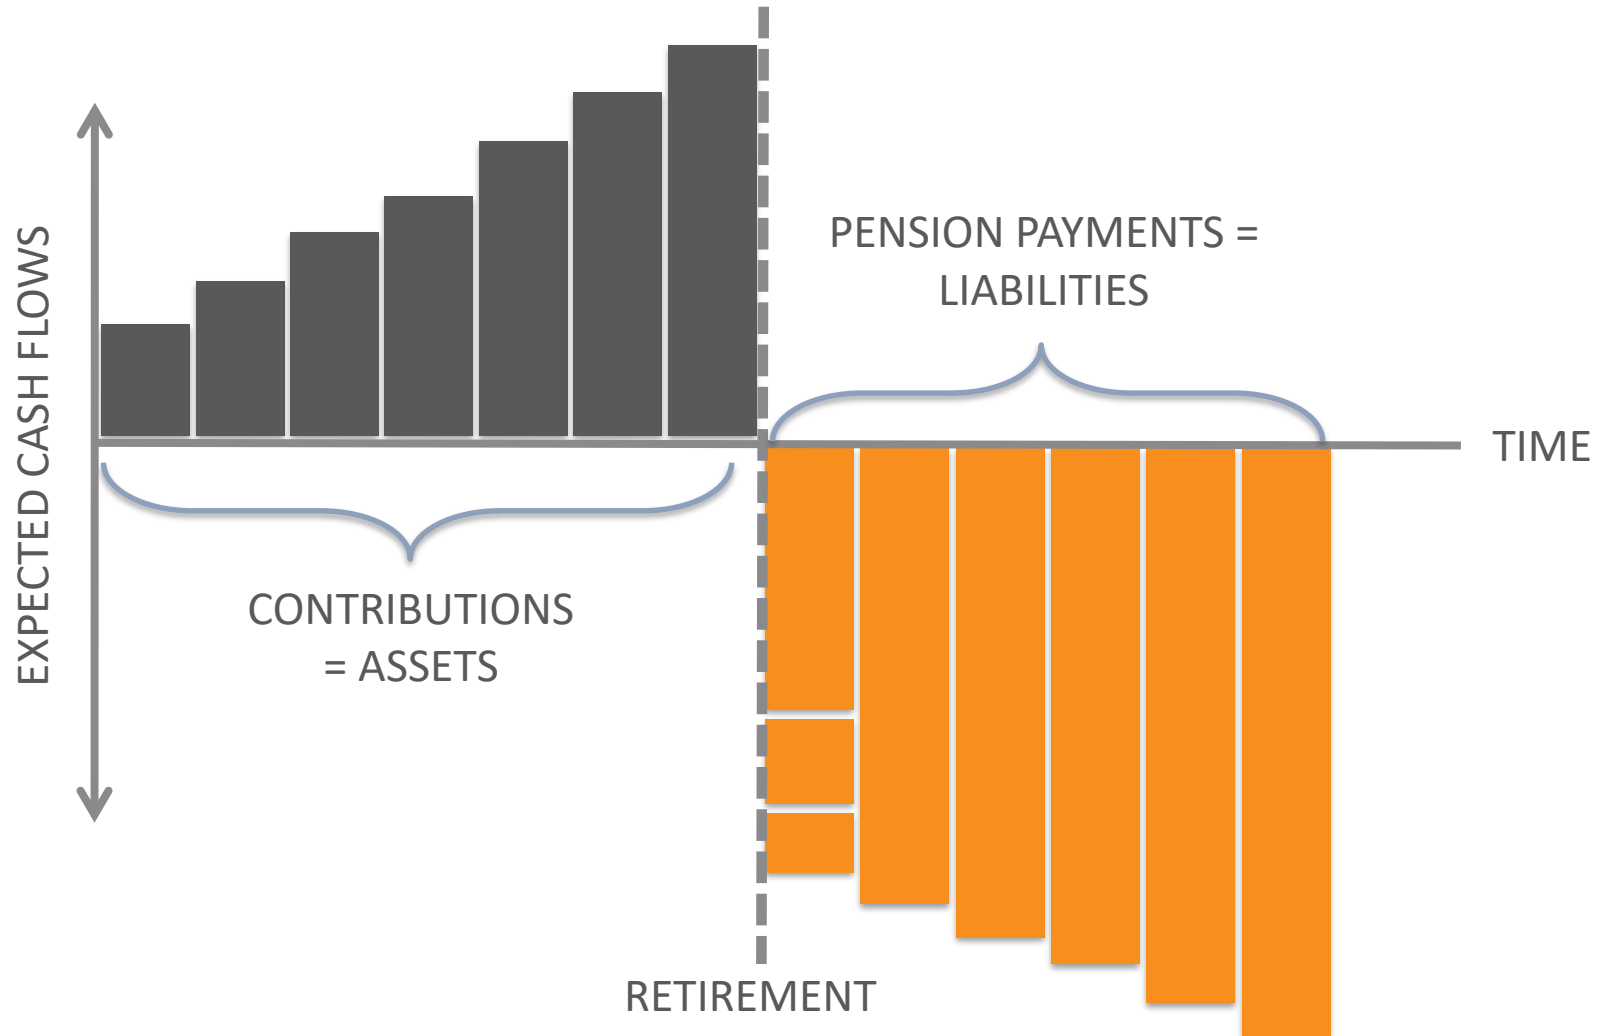 EXPECTED CASH FLOWS
PENSION PAYMENTS =
LIABILITIES
TIME
CONTRIBUTIONS
= ASSETS
RETIREMENT